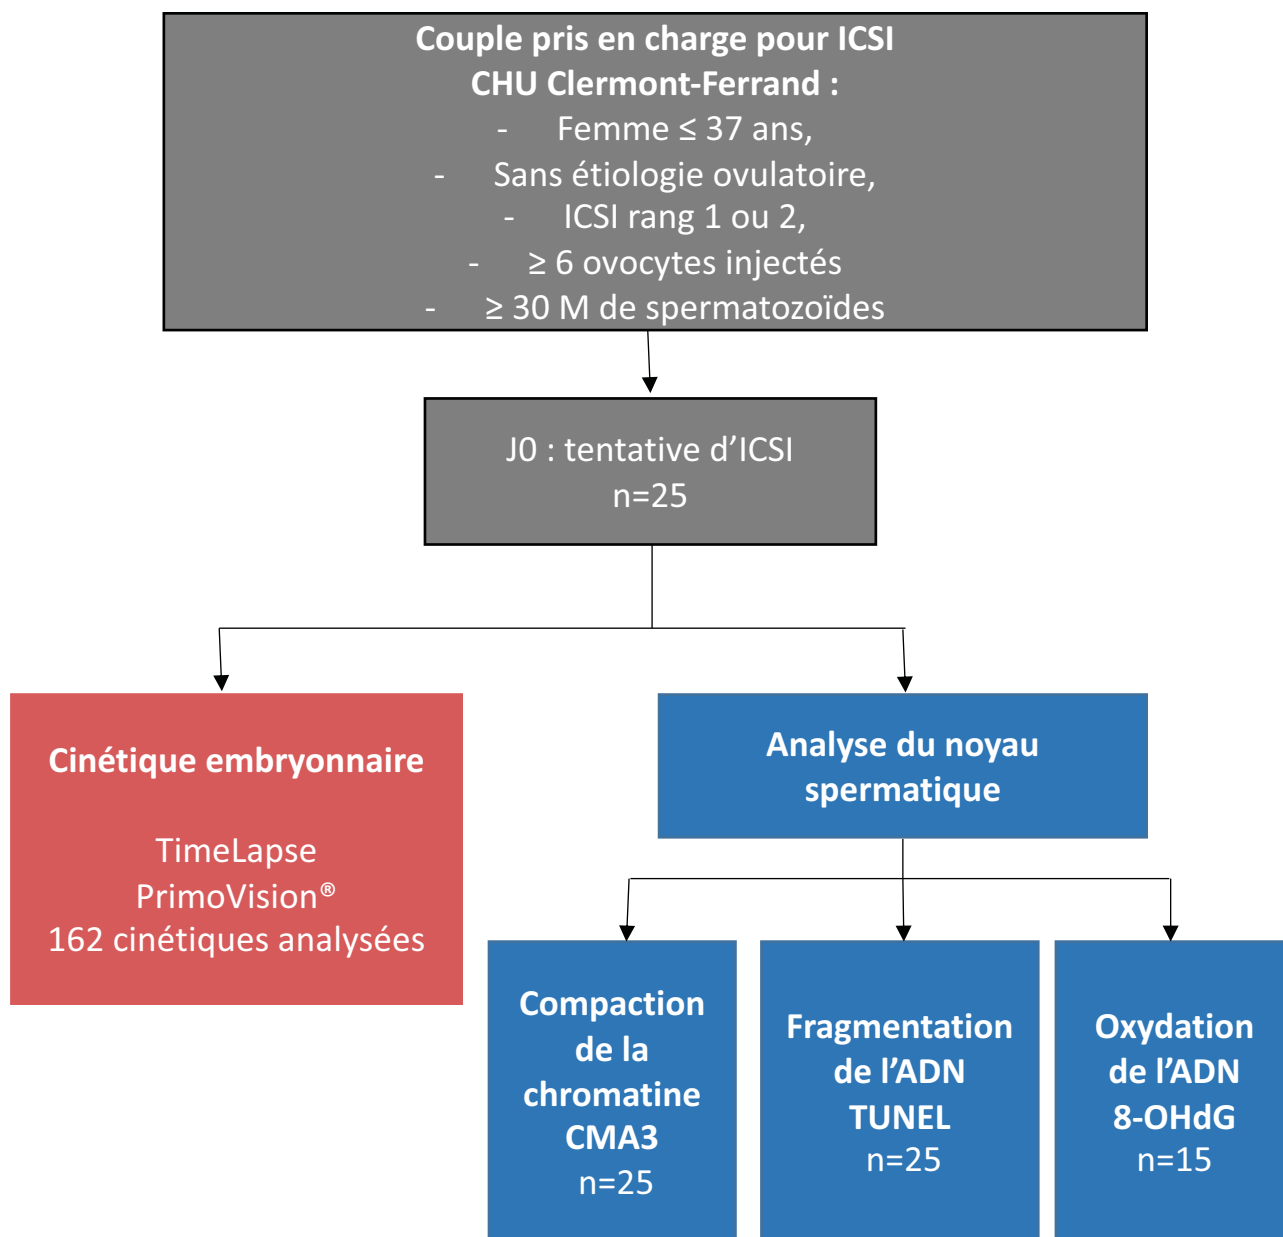 Couple pris en charge pour ICSI
CHU Clermont-Ferrand :
- Femme ≤ 37 ans,
- Sans étiologie ovulatoire,
- ICSI rang 1 ou 2,
- ≥ 6 ovocytes injectés
- ≥ 30 M de spermatozoïdes
J0 : tentative d’ICSI
n=25
Cinétique embryonnaire
TimeLapse
PrimoVision®
162 cinétiques analysées
Analyse du noyau
spermatique
Compaction
de la
chromatine
CMA3
n=25
Fragmentation
de l’ADN
TUNEL
n=25
Oxydation
de l’ADN
8-OHdG
n=15